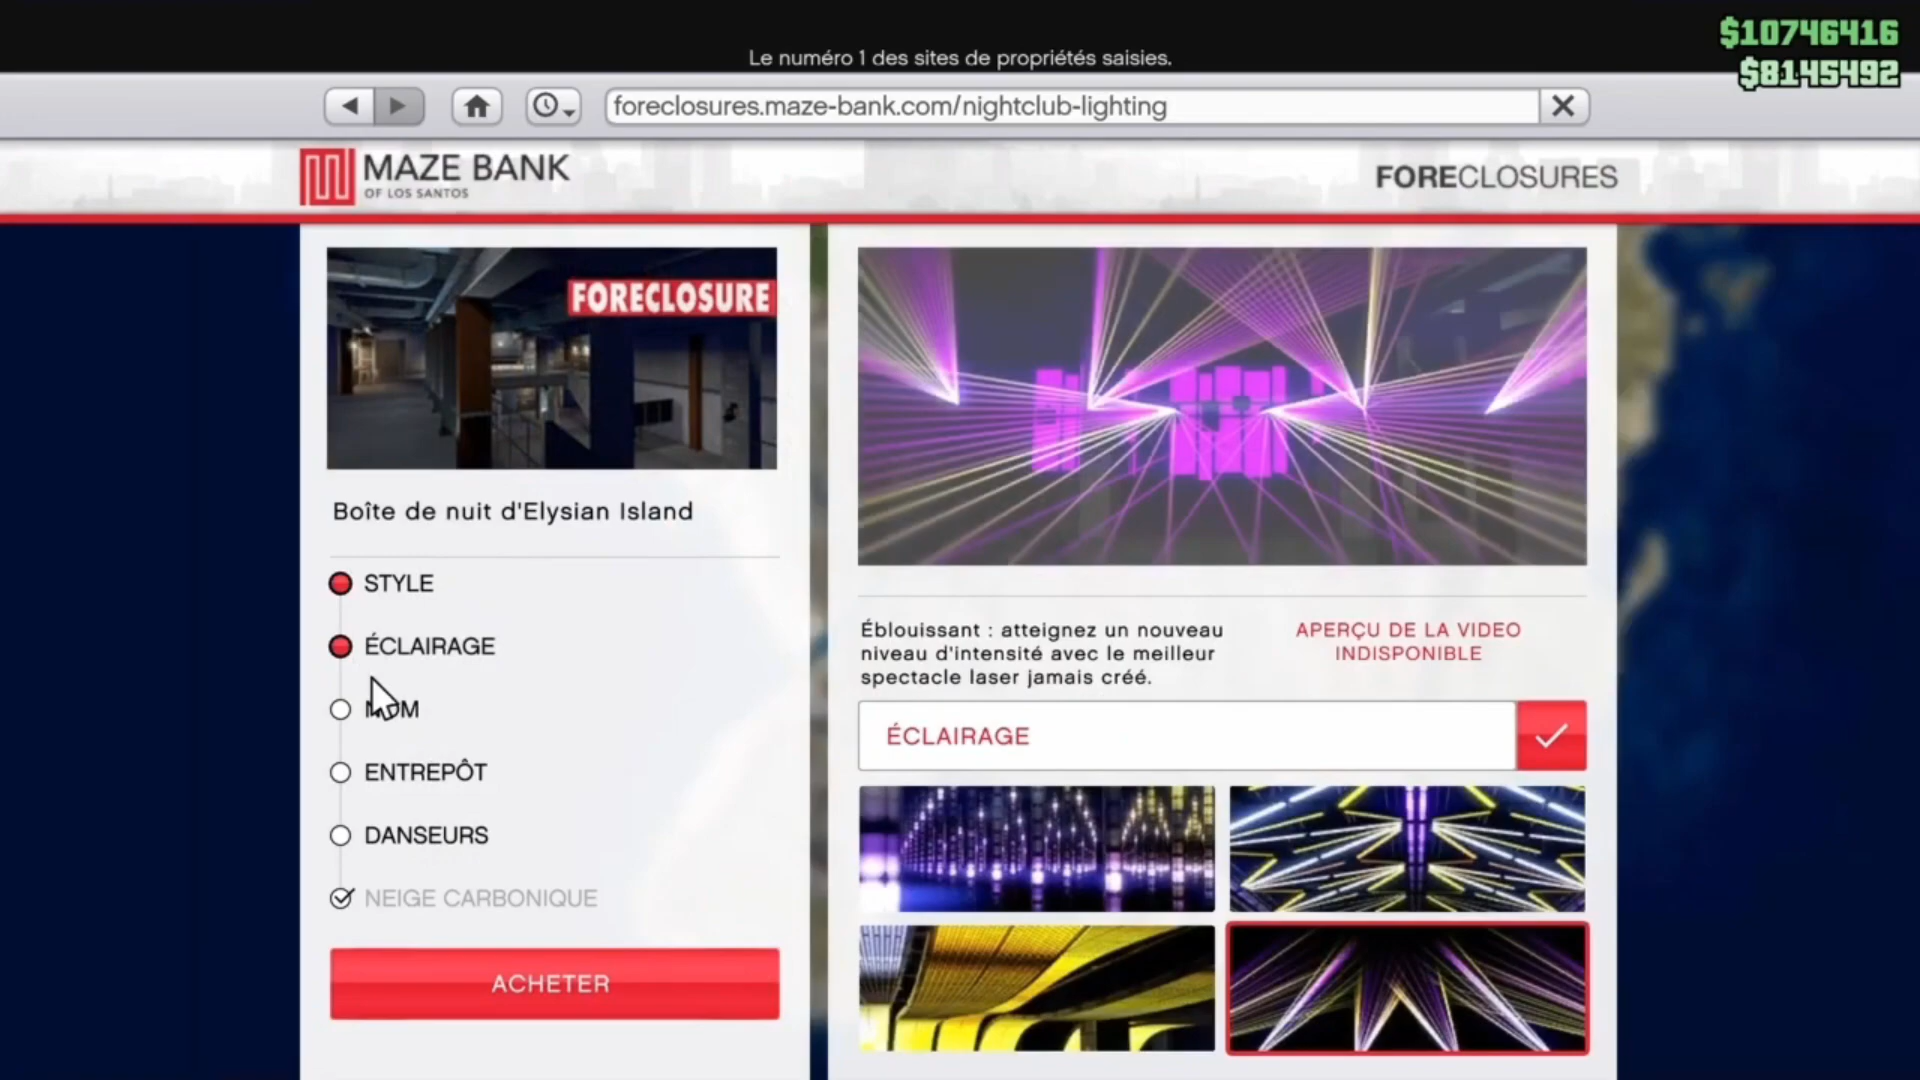 $10746416
$8145492
Le numéro 1 des sites de propriétés saisies.
foreclosures.maze-bank.com/nightclub-lighting
MAZE BANK
OF LOS SANTOS
FORECLOSURES
FORECLOSURE
Boîte de nuit d'Elysian Island
STYLE
ÉCLAIRAGE
NOM
ENTREPÔT
DANSEURS
NEIGE CARBONIQUE
ACHETER
Éblouissant : atteignez un nouveau
niveau d'intensité avec le meilleur
spectacle laser jamais créé.
APERÇU DE LA VIDEO
INDISPONIBLE
ÉCLAIRAGE